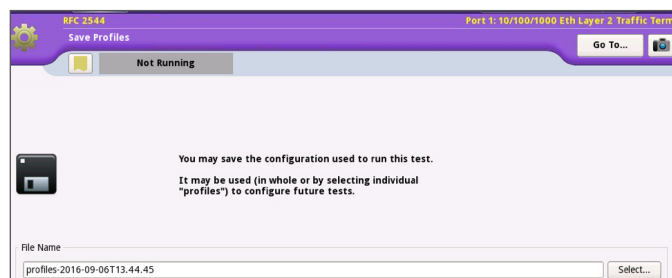 RFC 2544
Port 1: 10/100/1000 Eth Layer 2 Traffic Term
Save Profiles
Go To...
Not Running
You may save the configuration used to run this test.
It may be used (in whole or by selecting individual
"profiles") to configure future tests.
File Name
profiles-2016-09-06T13.44.45
Select...